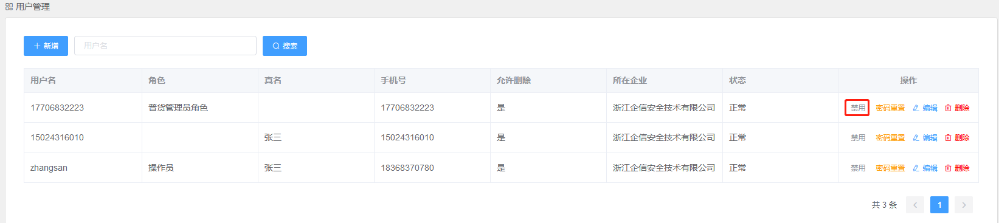 用户管理
新增 用户名 搜索
用户名 角色 真名 手机号 允许删除 所在企业 状态 操作
17706832223 普货管理员角色 17706832223 是 浙江企信安全技术有限公司 正常 禁用 密码重置 编辑 删除
15024316010 张三 15024316010 是 浙江企信安全技术有限公司 正常 禁用 密码重置 编辑 删除
zhangsan 操作员 张三 18368370780 是 浙江企信安全技术有限公司 正常 禁用 密码重置 编辑 删除
共 3 条 1